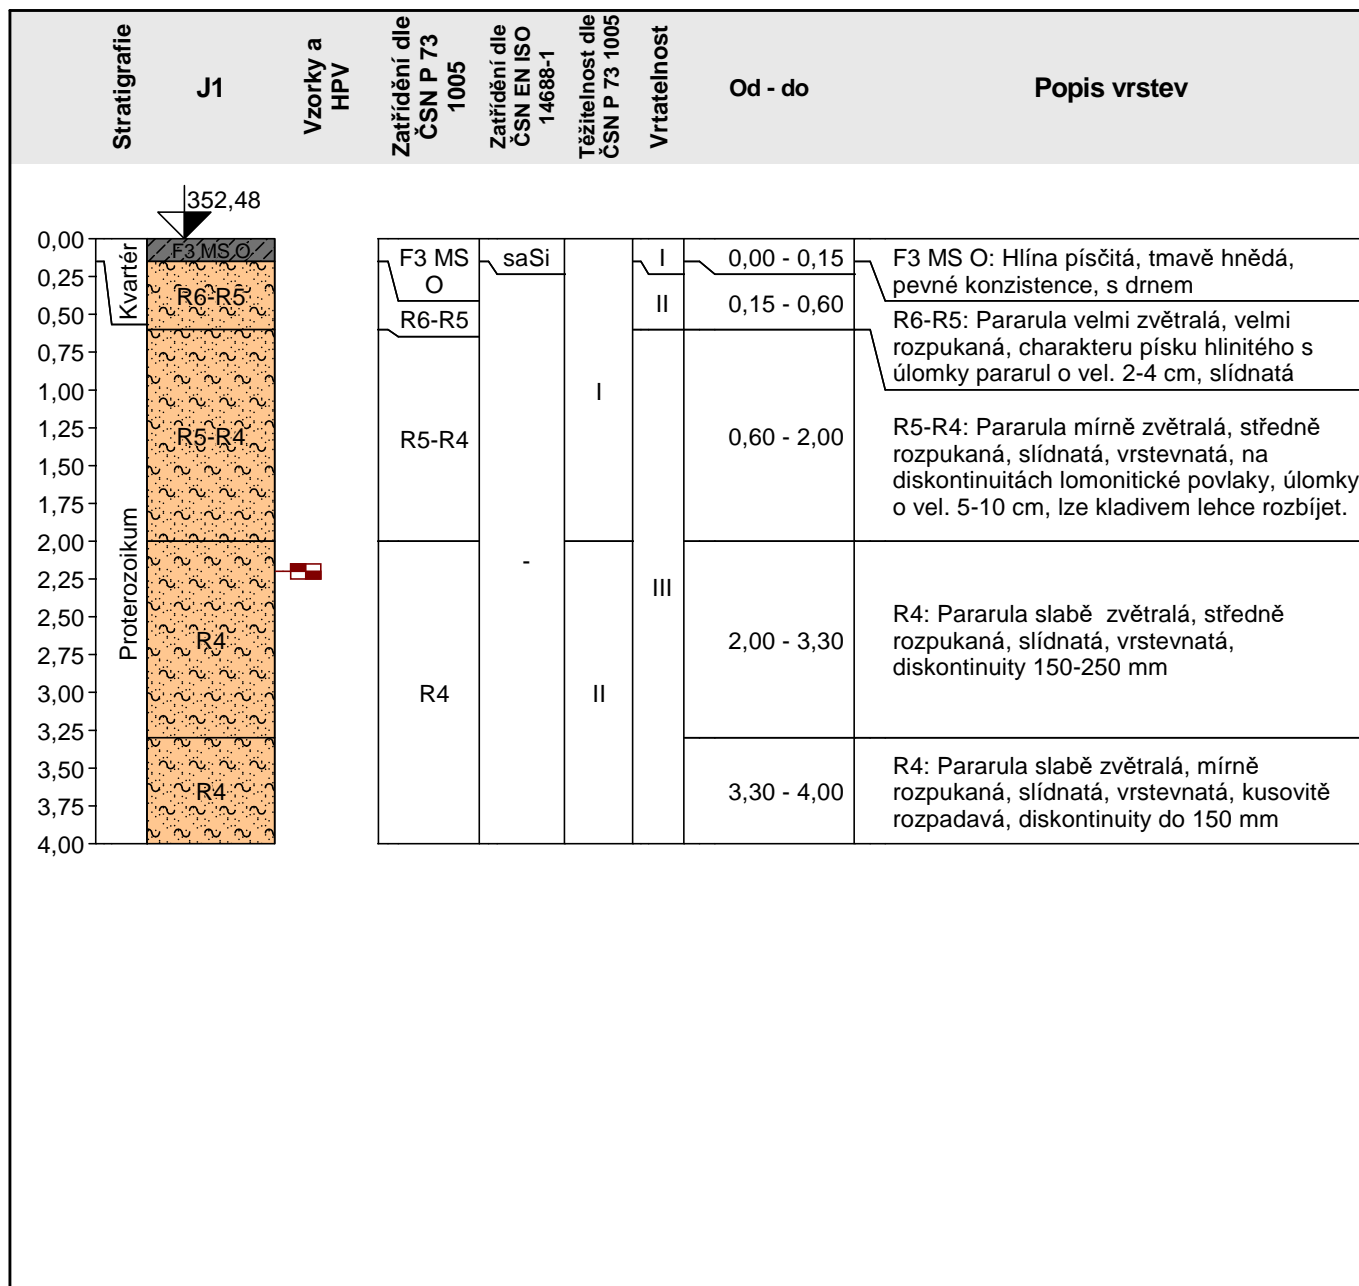 Stratigrafie
J1
Vzorky a
HPV
Zatřídění dle
ČSN P 73
1005
Zatřídění dle
ČSN EN ISO
14688-1
Těžitelnost dle
ČSN P 73 1005
Vrtatelnost
Od - do
Popis vrstev
352,48
0,00
0,25
0,50
0,75
1,00
1,25
1,50
1,75
2,00
2,25
2,50
2,75
3,00
3,25
3,50
3,75
4,00
Kvartér
Proterozoikum
F3 MS O
R6-R5
R5-R4
R4
R4
F3 MS
O
R6-R5
R5-R4
R4
saSi
-
I
II
I
II
III
0,00 - 0,15
0,15 - 0,60
0,60 - 2,00
2,00 - 3,30
3,30 - 4,00
F3 MS O: Hlína písčitá, tmavě hnědá,
pevné konzistence, s drnem
R6-R5: Pararula velmi zvětralá, velmi
rozpukaná, charakteru písku hlinitého s
úlomky pararul o vel. 2-4 cm, slídnatá
R5-R4: Pararula mírně zvětralá, středně
rozpukaná, slídnatá, vrstevnatá, na
diskontinuitách lomonitické povlaky, úlomky
o vel. 5-10 cm, lze kladivem lehce rozbíjet.
R4: Pararula slabě  zvětralá, středně
rozpukaná, slídnatá, vrstevnatá,
diskontinuity 150-250 mm
R4: Pararula slabě zvětralá, mírně
rozpukaná, slídnatá, vrstevnatá, kusovitě
rozpadavá, diskontinuity do 150 mm